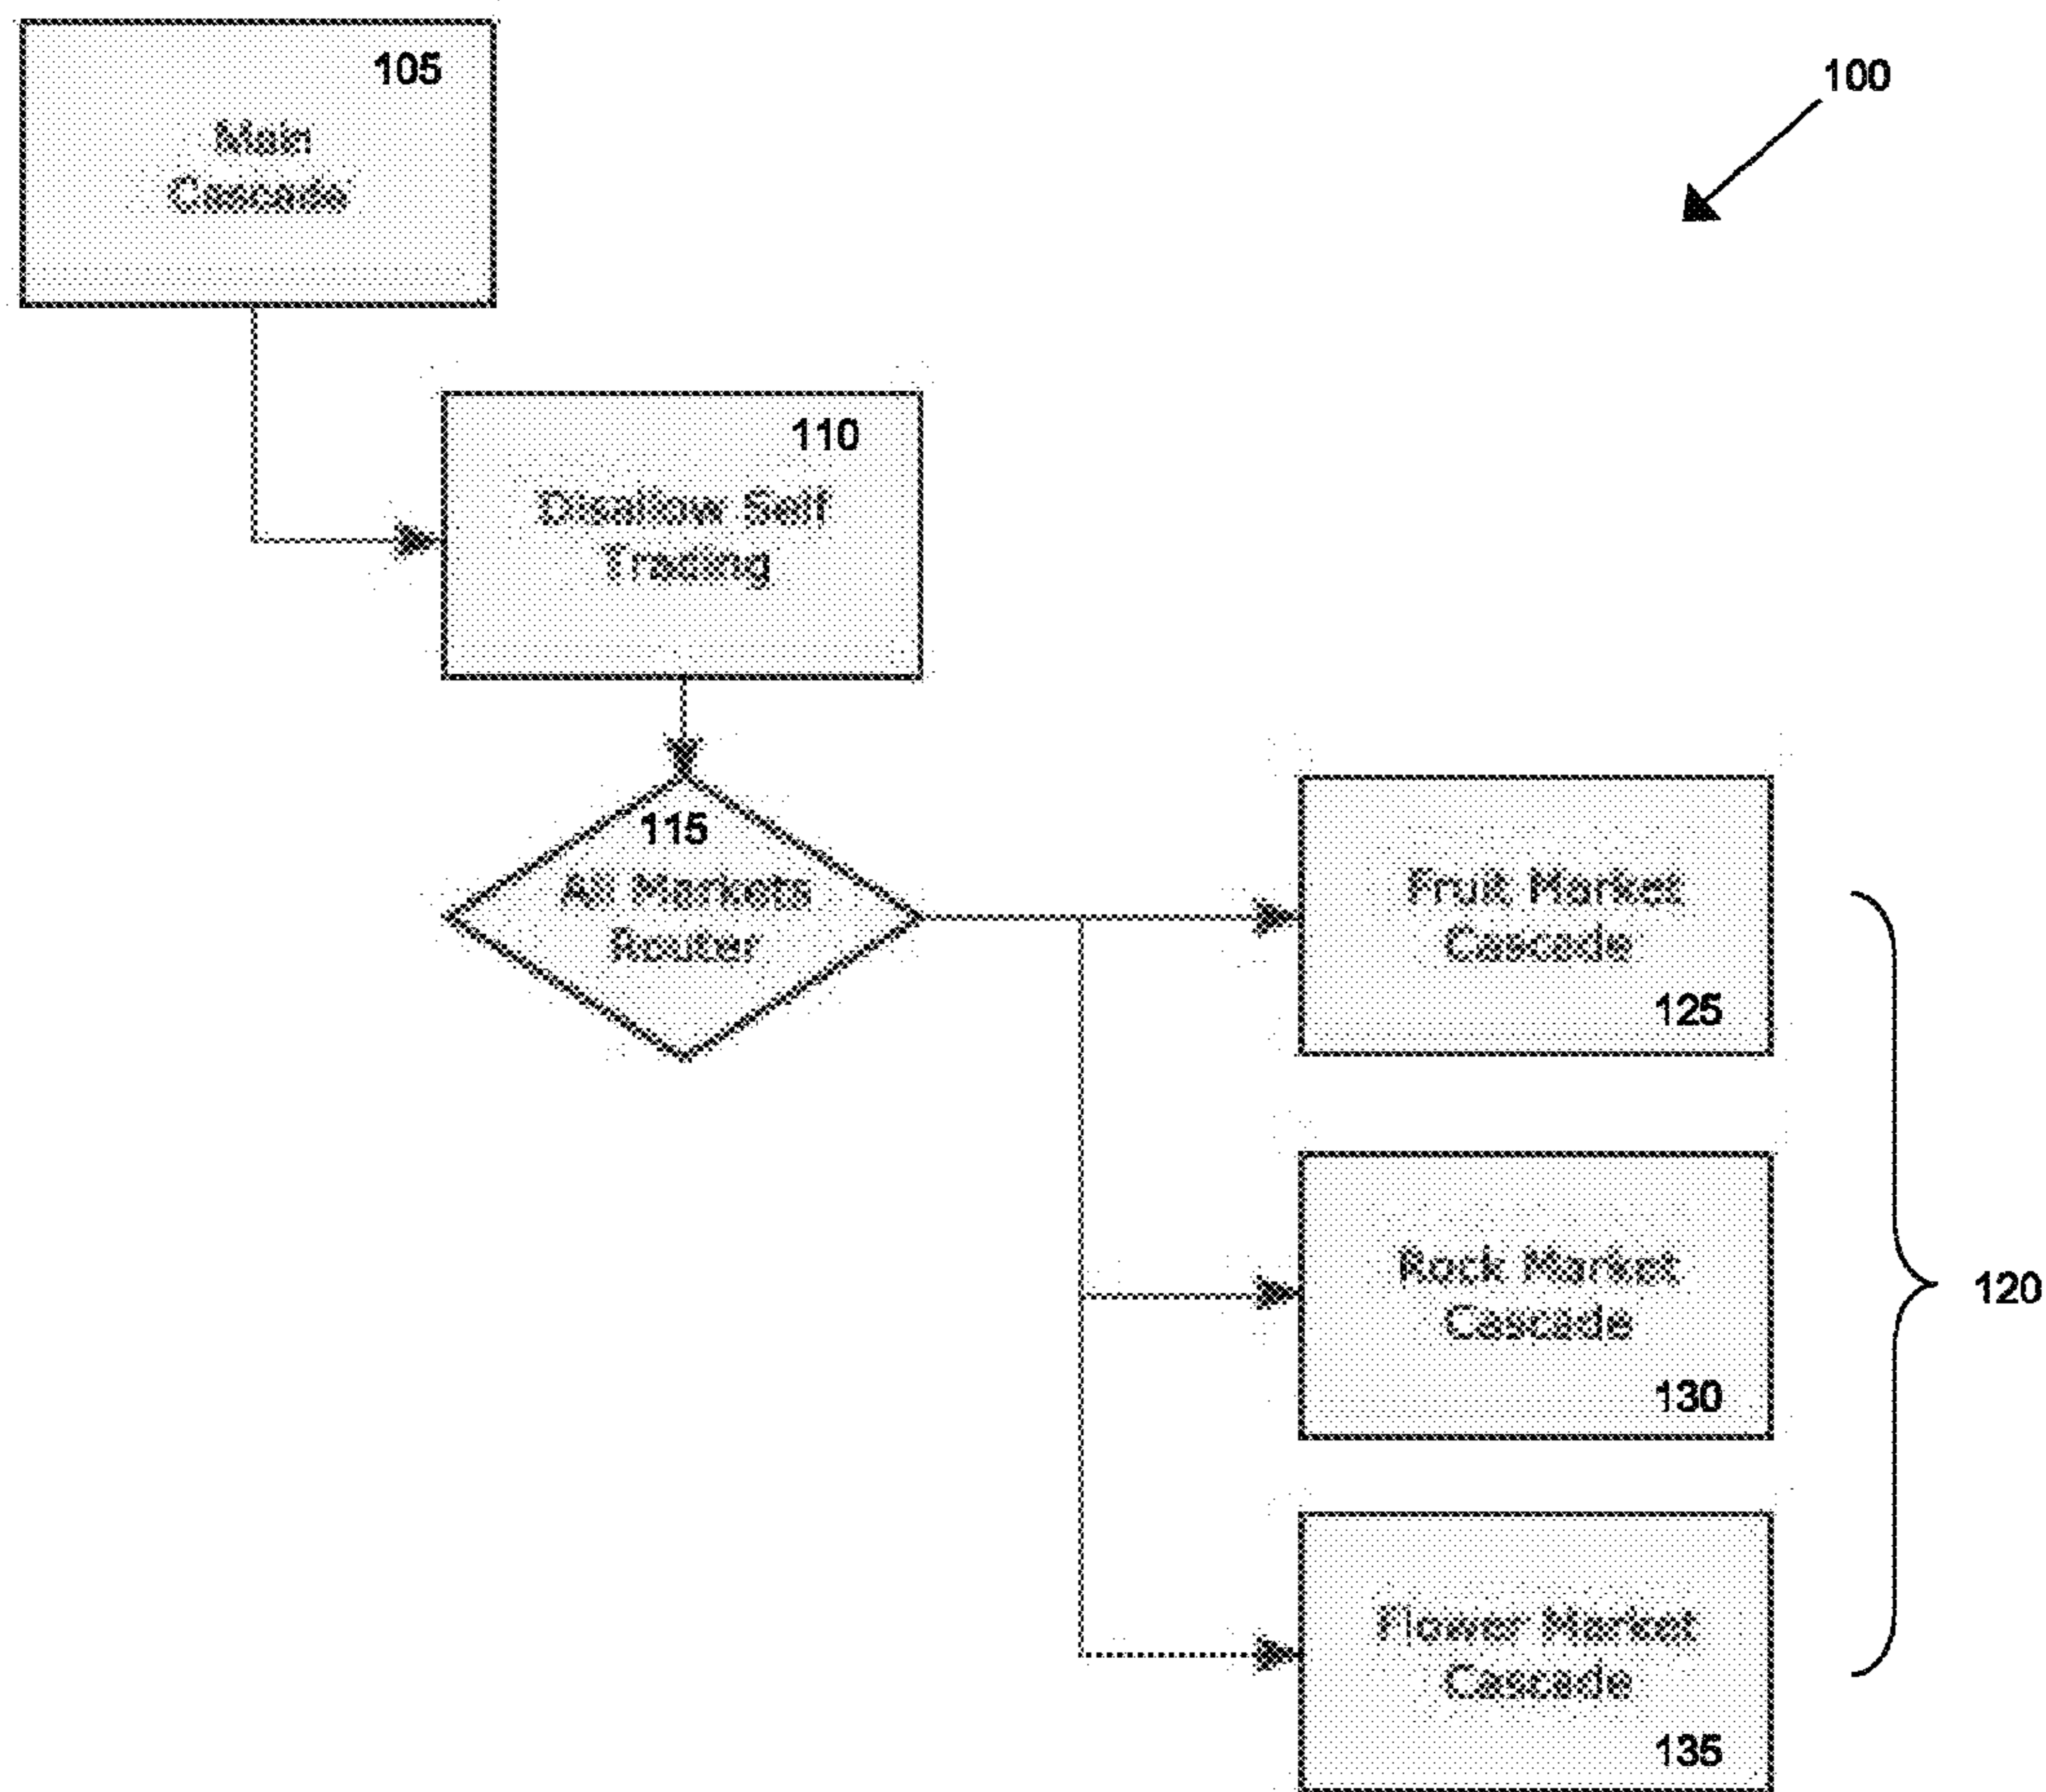 105
Main
Cascade
100
110
Disallow Self
Trading
115
All Markets
Router
Fruit Market
Cascade
125
Rock Market
Cascade
130
120
Flower Market
Cascade
135